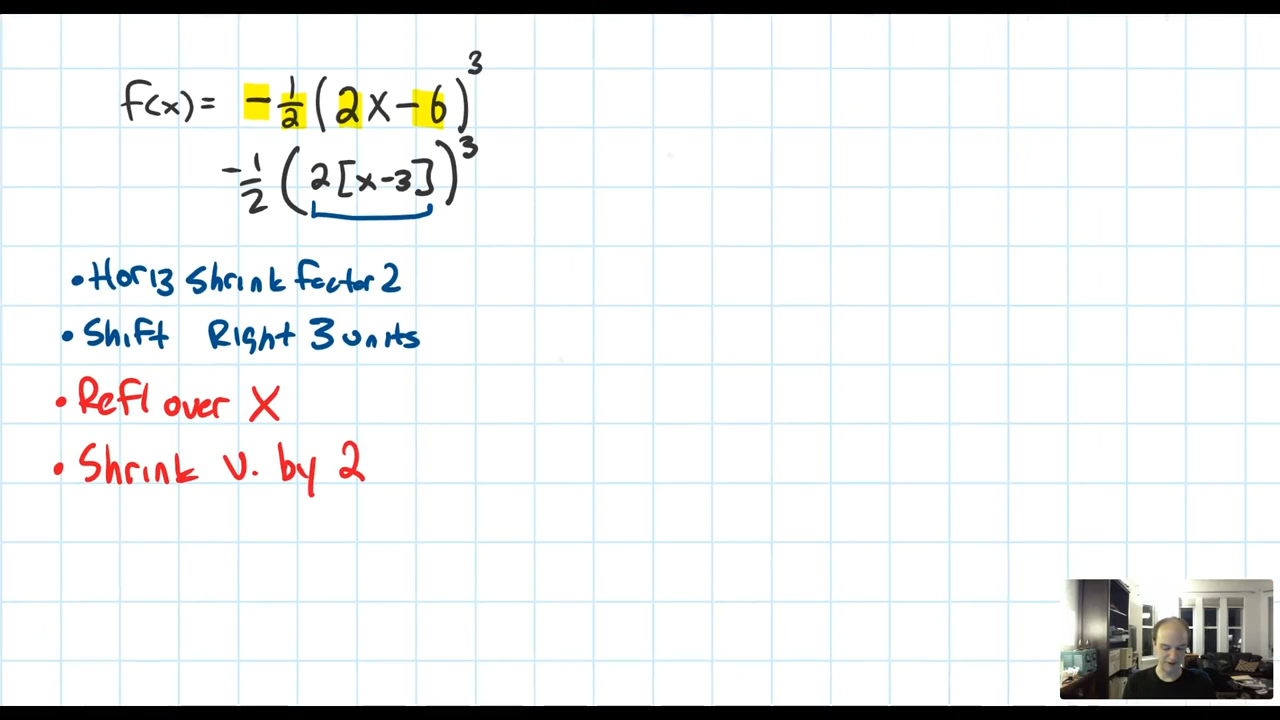 f(x) = -1/2 (2x-6)^3
-1/2 (2[x-3])^3
• Horiz Shrink factor 2
• Shift Right 3 units
• Refl over X
• Shrink v. by 2